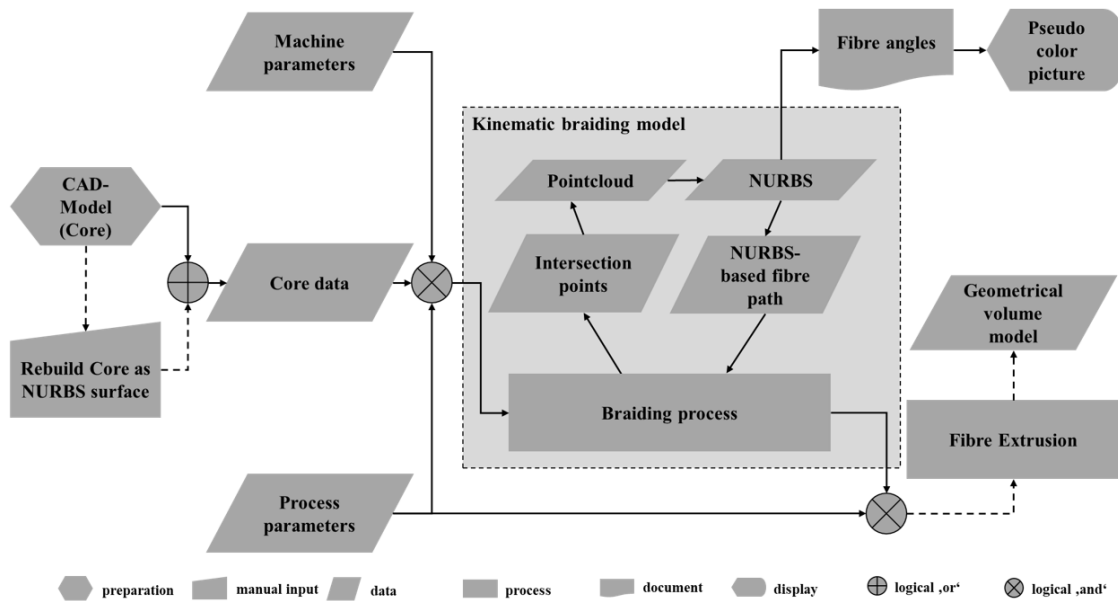 Machine
parameters
Fibre angles
Pseudo
color
picture
Kinematic braiding model
CAD-
Model
(Core)
Pointcloud
NURBS
Core data
Intersection
points
NURBS-
based fibre
path
Geometrical
volume
model
Rebuild Core as
NURBS surface
Braiding process
Fibre Extrusion
Process
parameters
preparation
manual input
data
process
document
display
logical ‚or‘
logical ‚and‘